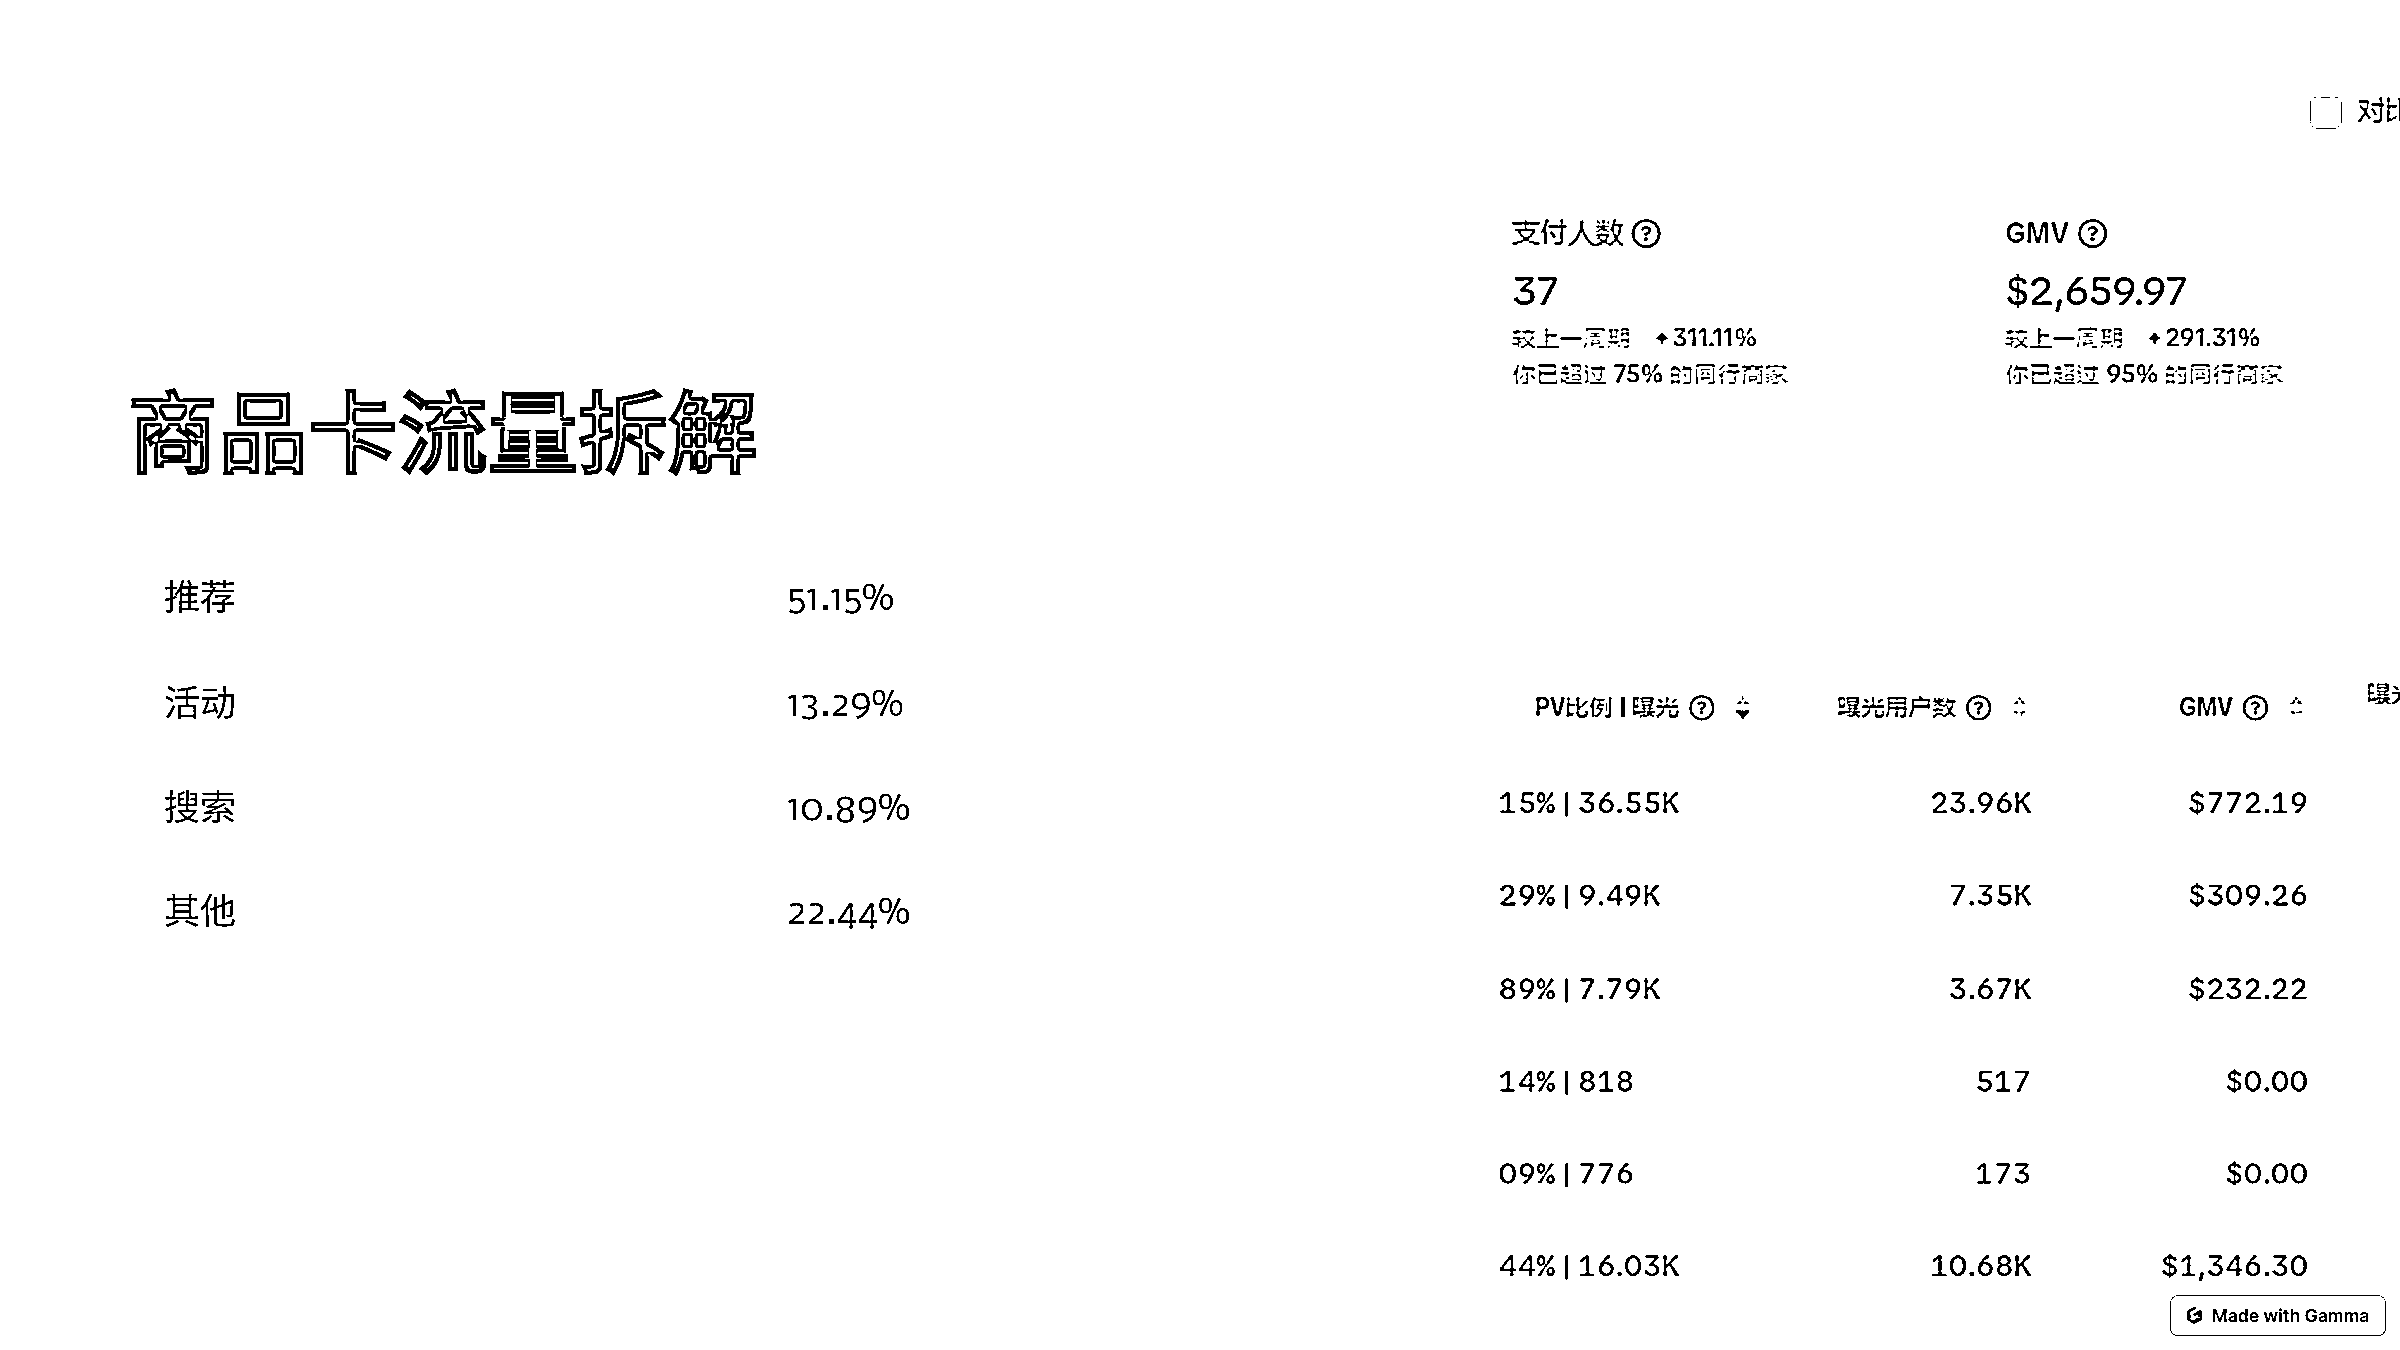 商品卡流量拆解
推荐 51.15%
活动 13.29%
搜索 10.89%
其他 22.44%
对比
支付人数 GMV
37 $2,659.97
较上一周期 311.11% 较上一周期 291.31%
你已超过 75% 的同行商家 你已超过 95% 的同行商家
PV比例 | 曝光 曝光用户数 GMV 曝光
15% | 36.55K 23.96K $772.19
29% | 9.49K 7.35K $309.26
89% | 7.79K 3.67K $232.22
14% | 818 517 $0.00
09% | 776 173 $0.00
44% | 16.03K 10.68K $1,346.30
Made with Gamma